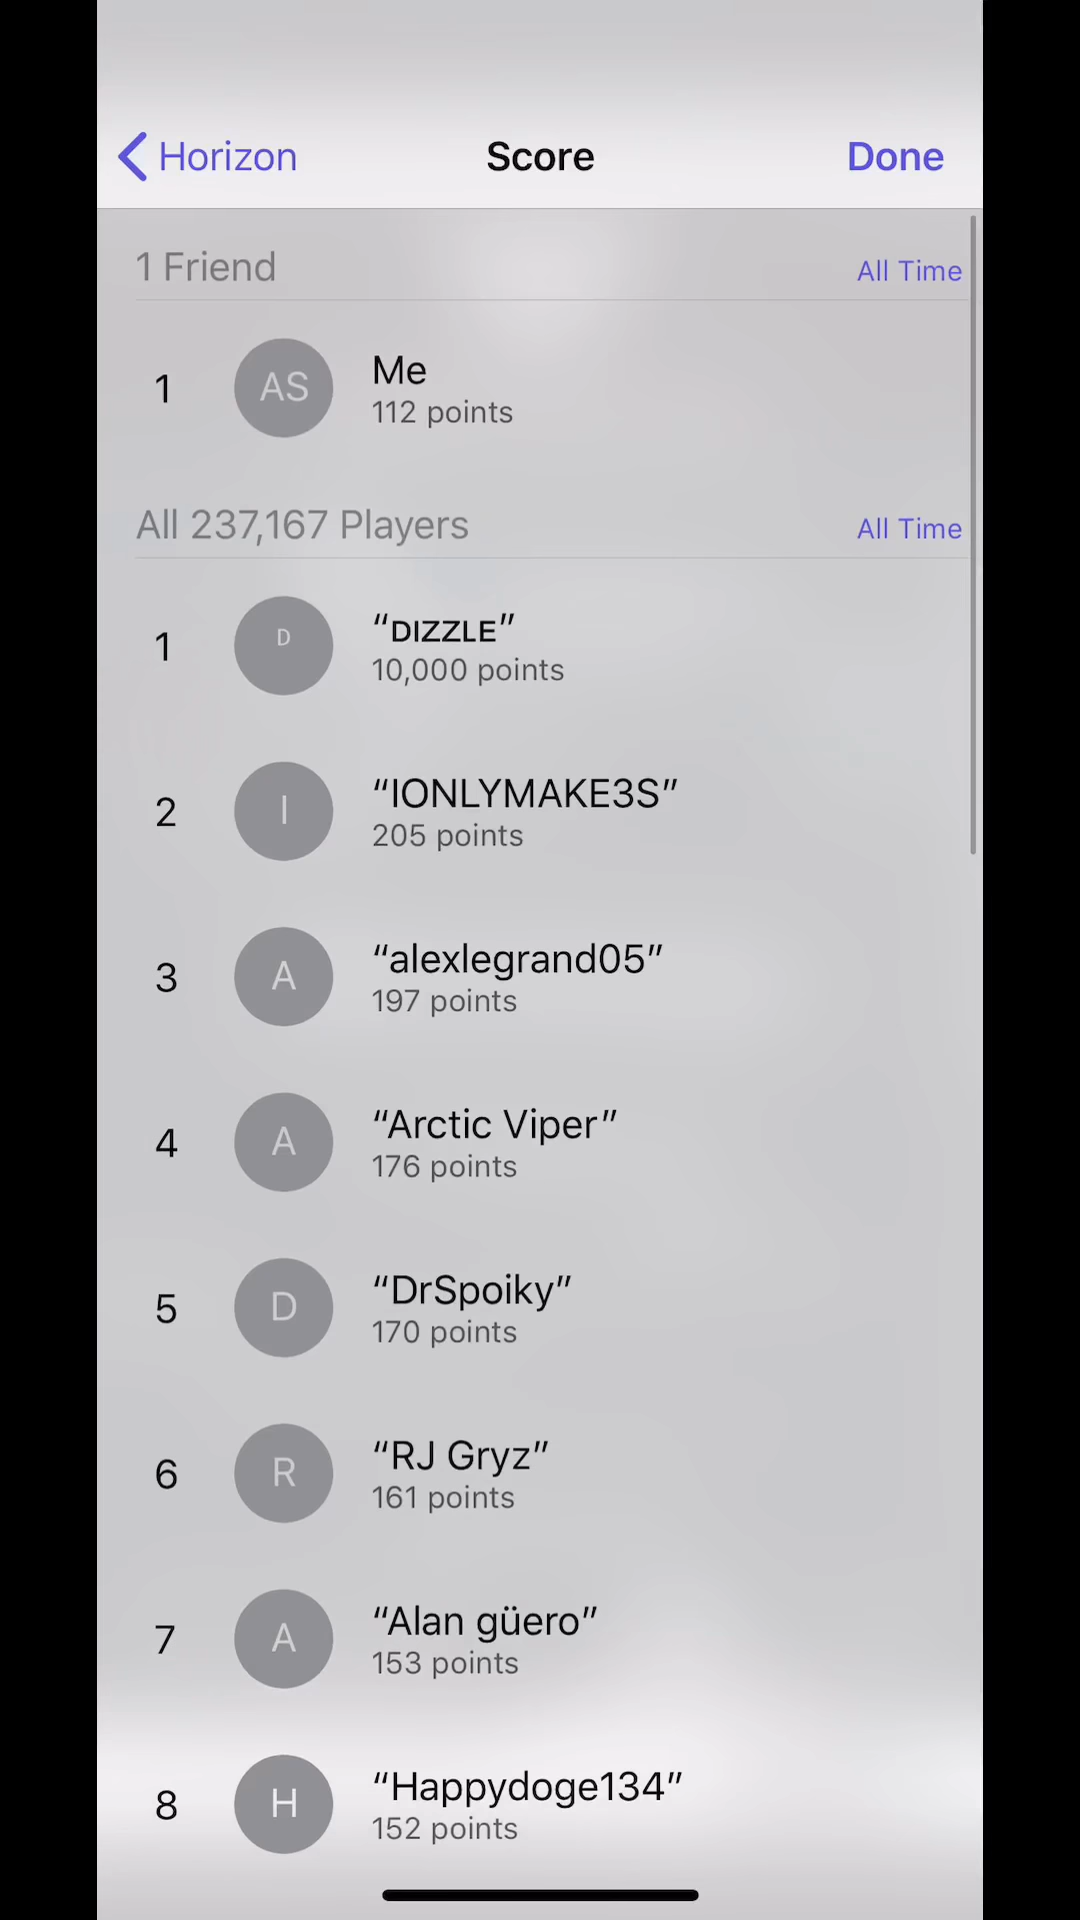 Horizon Score Done
1 Friend All Time
1 AS Me
112 points
All 237,167 Players All Time
1 D “ᴅɪᴢᴢʟᴇ”
10,000 points
2 I “IONLYMAKE3S”
205 points
3 A “alexlegrand05”
197 points
4 A “Arctic Viper”
176 points
5 D “DrSpoiky”
170 points
6 R “RJ Gryz”
161 points
7 A “Alan güero”
153 points
8 H “Happydoge134”
152 points